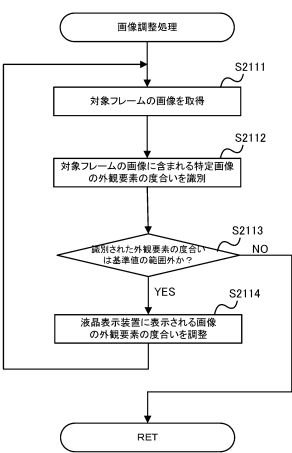 画像調整処理
S2111
対象フレームの画像を取得
S2112
対象フレームの画像に含まれる特定画像
の外観要素の度合いを識別
S2113
識別された外観要素の度合い
は基準値の範囲外か?
NO
YES
S2114
液晶表示装置に表示される画像
の外観要素の度合いを調整
RET